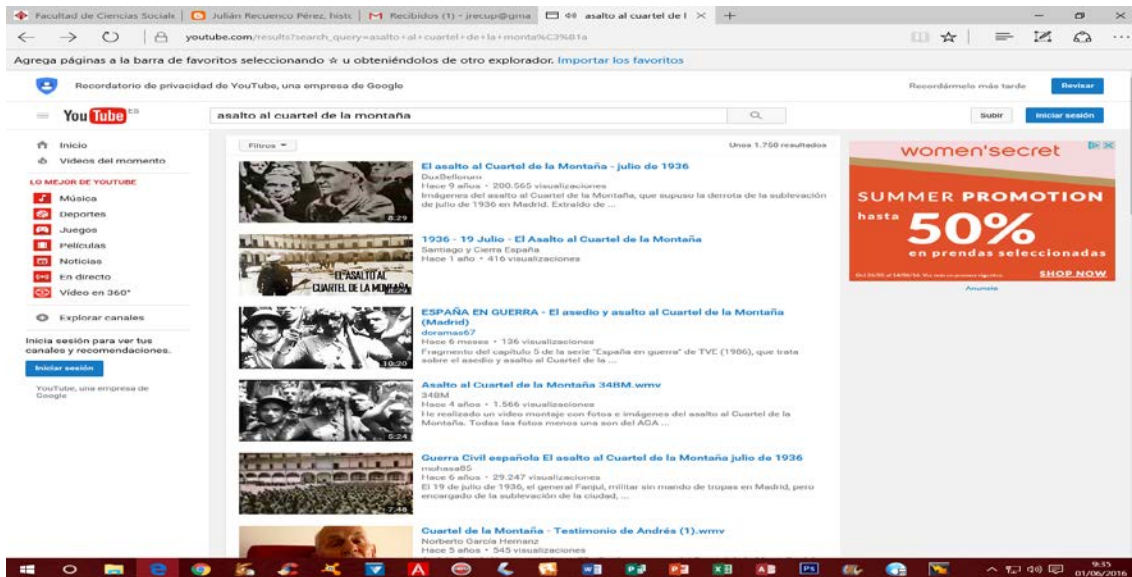 Facultad de Ciencias Sociale
Julián Recuenco Pérez, histo
Recibidos (1) - jrecup@gma
asalto al cuartel de l
youtube.com/results?search_query=asalto+al+cuartel+de+la+monta%C3%B1a
Agrega páginas a la barra de favoritos seleccionando ☆ u obteniéndolos de otro explorador. Importar los favoritos
Recordatorio de privacidad de YouTube, una empresa de Google
Recordármelo más tarde
Revisar
YouTube ES
asalto al cuartel de la montaña
Subir
Iniciar sesión
Inicio
Vídeos del momento
LO MEJOR DE YOUTUBE
Música
Deportes
Juegos
Películas
Noticias
En directo
Vídeo en 360°
Explorar canales
Inicia sesión para ver tus
canales y recomendaciones.
Iniciar sesión
YouTube, una empresa de
Google
Filtros
Unos 1.750 resultados
El asalto al Cuartel de la Montaña - julio de 1936
DuxBellorum
Hace 9 años • 200.565 visualizaciones
Imágenes del asalto al Cuartel de la Montaña, que supuso la derrota de la sublevación
de julio de 1936 en Madrid. Extraído de ...
8:29
1936 - 19 Julio - El Asalto al Cuartel de la Montaña
Santiago y Cierra España
Hace 1 año • 416 visualizaciones
EL ASALTO AL
CUARTEL DE LA MONTAÑA
ESPAÑA EN GUERRA - El asedio y asalto al Cuartel de la Montaña
(Madrid)
doramas67
Hace 6 meses • 136 visualizaciones
Fragmento del capítulo 5 de la serie "España en guerra" de TVE (1986), que trata
sobre el asedio y asalto al Cuartel de la ...
10:20
Asalto al Cuartel de la Montaña 34BM.wmv
34BM
Hace 4 años • 1.566 visualizaciones
He realizado un video montaje con fotos e imágenes del asalto al Cuartel de la
Montaña. Todas las fotos menos una son del AGA ...
5:24
Guerra Civil española El asalto al Cuartel de la Montaña julio de 1936
muhasa85
Hace 6 años • 29.247 visualizaciones
El 19 de julio de 1936, el general Fanjul, militar sin mando de tropas en Madrid, pero
encargado de la sublevación de la ciudad, ...
7:48
Cuartel de la Montaña - Testimonio de Andrés (1).wmv
Norberto García Hernanz
Hace 5 años • 545 visualizaciones
women'secret
SUMMER PROMOTION
hasta
50%
en prendas seleccionadas
SHOP NOW
Anuncio
9:35
01/06/2016